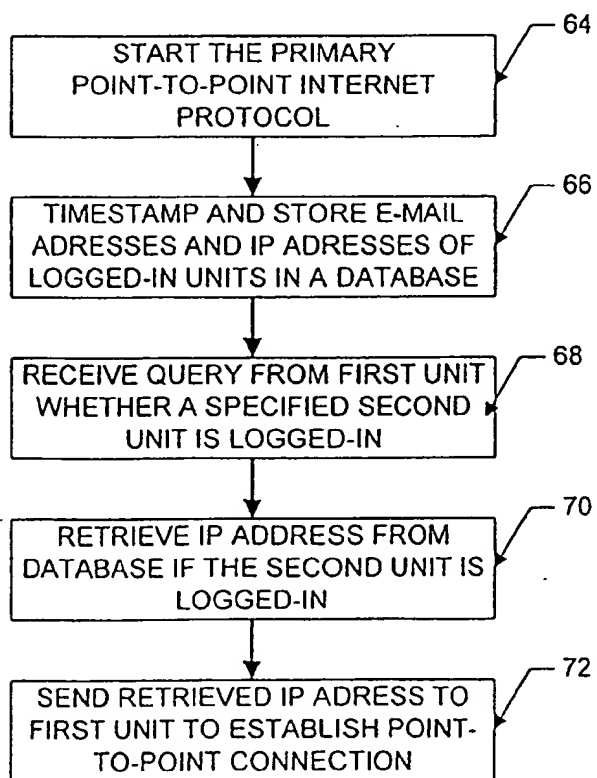 64
START THE PRIMARY
POINT-TO-POINT INTERNET
PROTOCOL
66
TIMESTAMP AND STORE E-MAIL
ADRESSES AND IP ADRESSES OF
LOGGED-IN UNITS IN A DATABASE
68
RECEIVE QUERY FROM FIRST UNIT
WHETHER A SPECIFIED SECOND
UNIT IS LOGGED-IN
70
RETRIEVE IP ADDRESS FROM
DATABASE IF THE SECOND UNIT IS
LOGGED-IN
72
SEND RETRIEVED IP ADRESS TO
FIRST UNIT TO ESTABLISH POINT-
TO-POINT CONNECTION